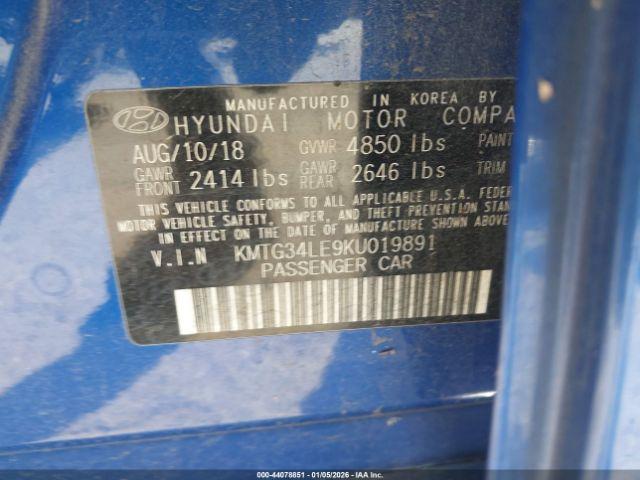 MANUFACTURED IN KOREA BY
HYUNDAI MOTOR COMPA
AUG/10/18 GVWR 4850 lbs PAINT
GAWR FRONT 2414 lbs GAWR REAR 2646 lbs TRIM
THIS VEHICLE CONFORMS TO ALL APPLICABLE U.S.A. FEDER
MOTOR VEHICLE SAFETY, BUMPER, AND THEFT PREVENTION STAN
IN EFFECT ON THE DATE OF MANUFACTURE SHOWN ABOVE.
V.I.N KMTG34LE9KU019891
PASSENGER CAR
000-44078851 | 01/05/2026 - Copyright © IAA, Inc.